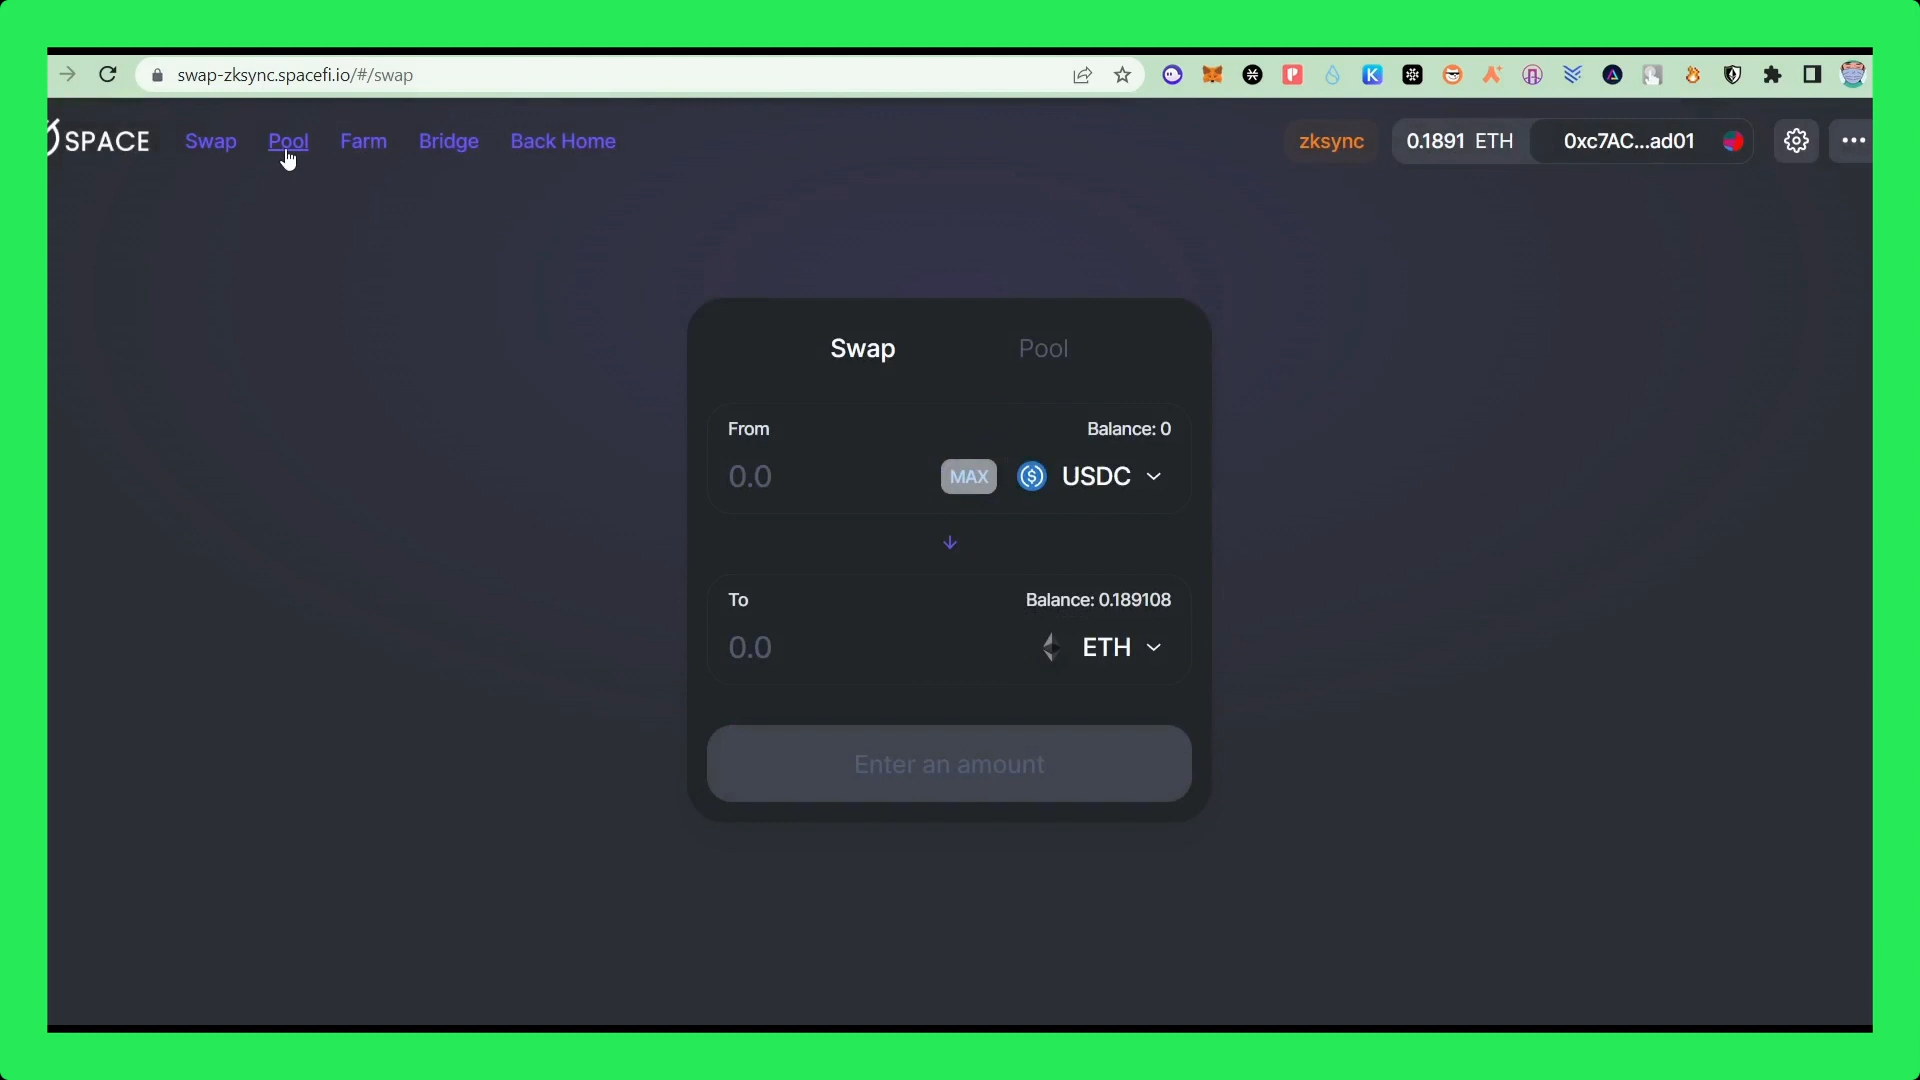 swap-zksync.spacefi.io/#/swap
SPACE
Swap
Pool
Farm
Bridge
Back Home
zksync
0.1891 ETH
0xc7AC...ad01
Swap
Pool
From
Balance: 0
0.0
MAX
USDC
To
Balance: 0.189108
0.0
ETH
Enter an amount